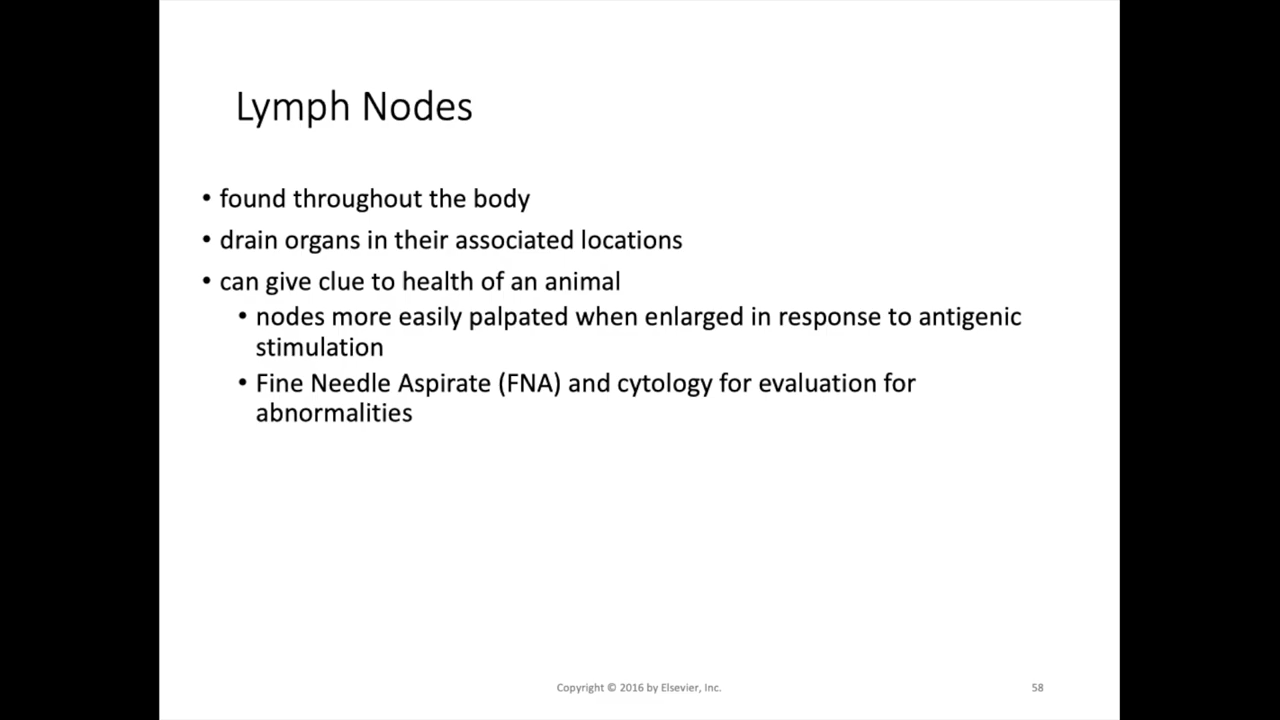 Lymph Nodes
• found throughout the body
• drain organs in their associated locations
• can give clue to health of an animal
• nodes more easily palpated when enlarged in response to antigenic
stimulation
• Fine Needle Aspirate (FNA) and cytology for evaluation for
abnormalities
Copyright © 2016 by Elsevier, Inc.
58